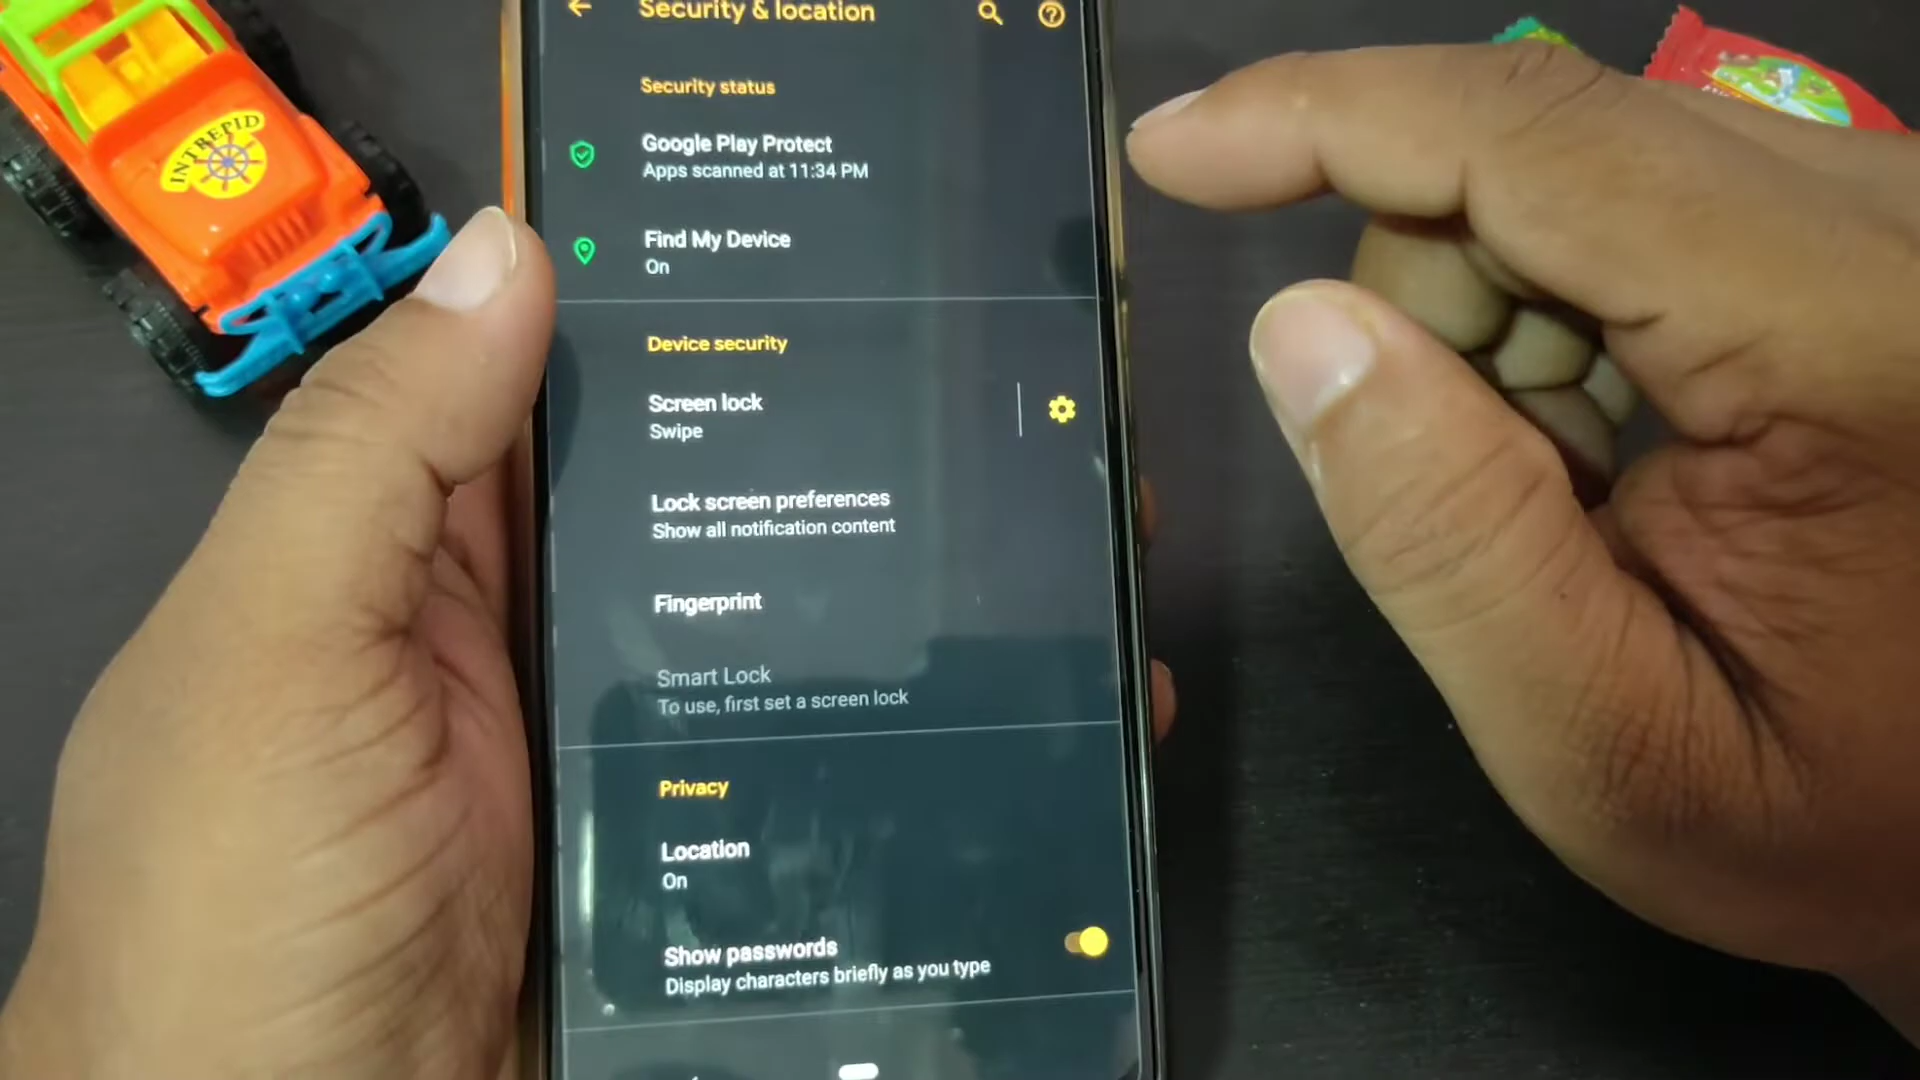 Security & location
Security status
Google Play Protect
Apps scanned at 11:34 PM
Find My Device
On
Device security
Screen lock
Swipe
Lock screen preferences
Show all notification content
Fingerprint
Smart Lock
To use, first set a screen lock
Privacy
Location
On
Show passwords
Display characters briefly as you type
INTREPID